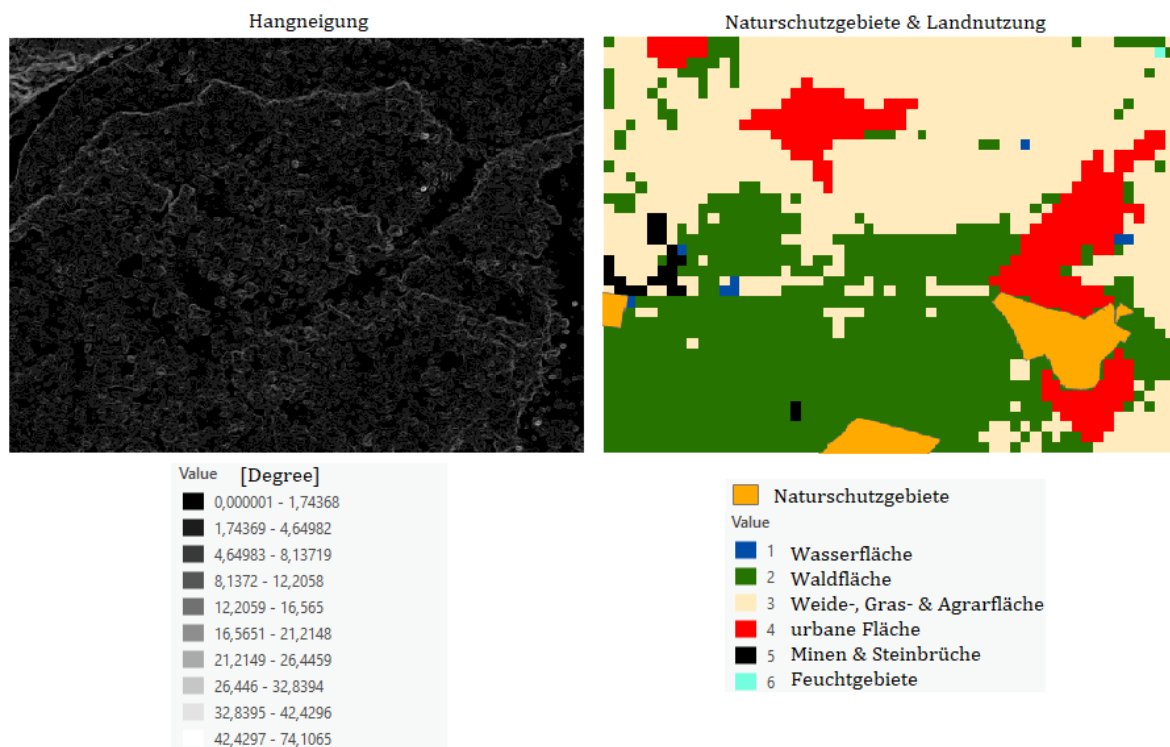 Hangneigung
Naturschutzgebiete & Landnutzung
Value [Degree]
0,000001 - 1,74368
1,74369 - 4,64982
4,64983 - 8,13719
8,1372 - 12,2058
12,2059 - 16,565
16,5651 - 21,2148
21,2149 - 26,4459
26,446 - 32,8394
32,8395 - 42,4296
42,4297 - 74,1065
Naturschutzgebiete
Value
1 Wasserfläche
2 Waldfläche
3 Weide-, Gras- & Agrarfläche
4 urbane Fläche
5 Minen & Steinbrüche
6 Feuchtgebiete